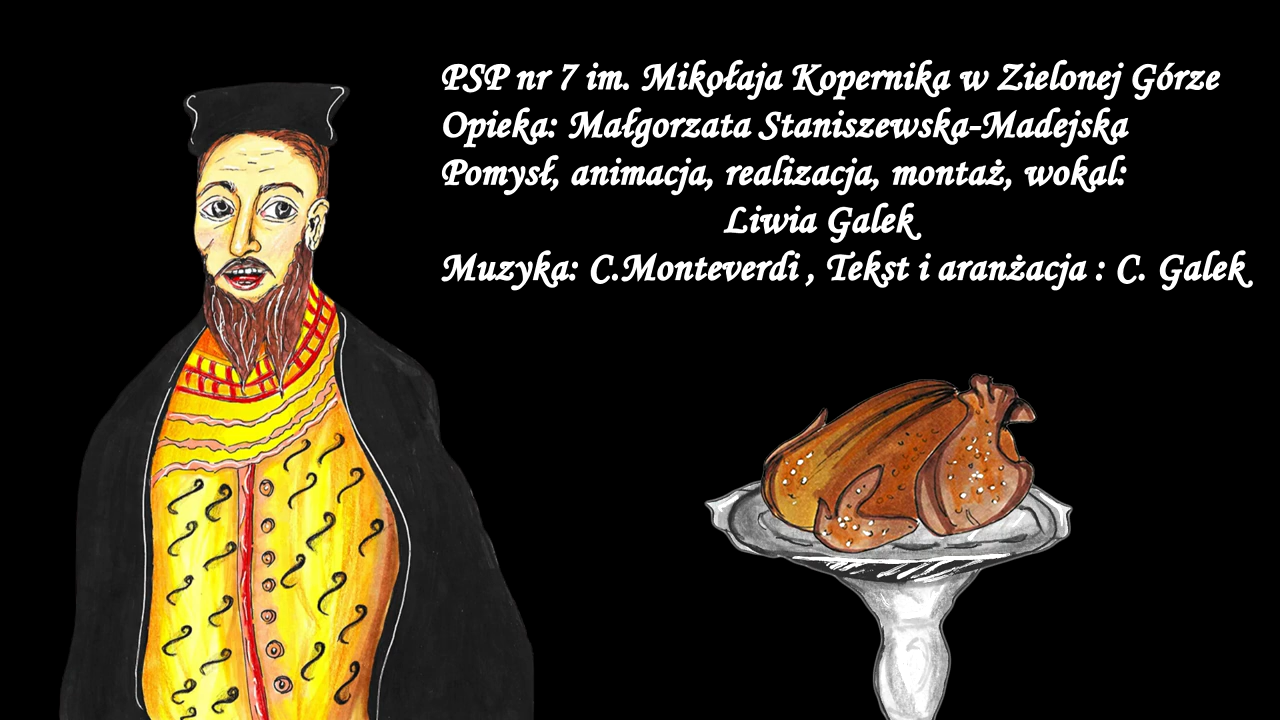 PSP nr 7 im. Mikołaja Kopernika w Zielonej Górze
Opieka: Małgorzata Staniszewska-Madejska
Pomysł, animacja, realizacja, montaż, wokal:
Liwia Galek
Muzyka: C.Monteverdi , Tekst i aranżacja : C. Galek